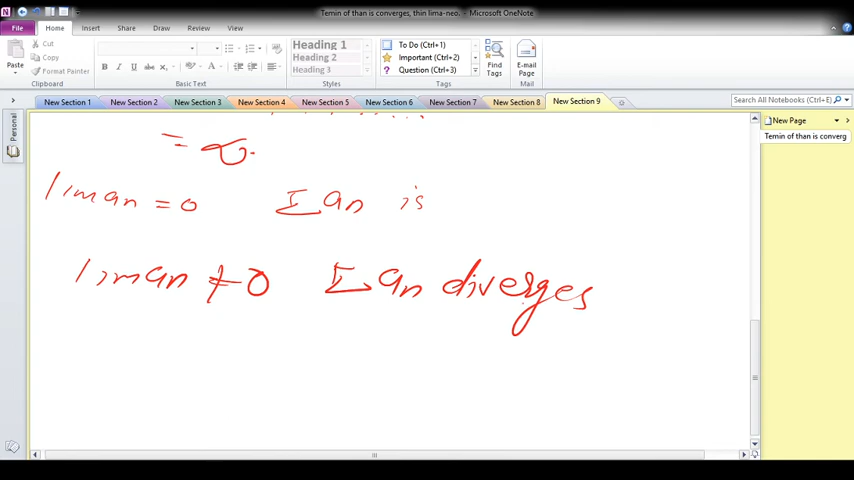 Temin of than is converges, thin lima-neo. - Microsoft OneNote
File Home Insert Share Draw Review View
Paste Cut Copy Format Painter
Clipboard
B I U abc
Basic Text
Heading 1
Heading 2
Heading 3
Styles
To Do (Ctrl+1)
Important (Ctrl+2)
Question (Ctrl+3)
Tags
Find Tags
E-mail Page
Mail
New Section 1 New Section 2 New Section 3 New Section 4 New Section 5 New Section 6 New Section 7 New Section 8 New Section 9
Search All Notebooks (Ctrl+E)
Personal
New Page
Temin of than is converg
= ∞.
lim an = 0 Σ an is
lim an ≠ 0 Σ an diverges